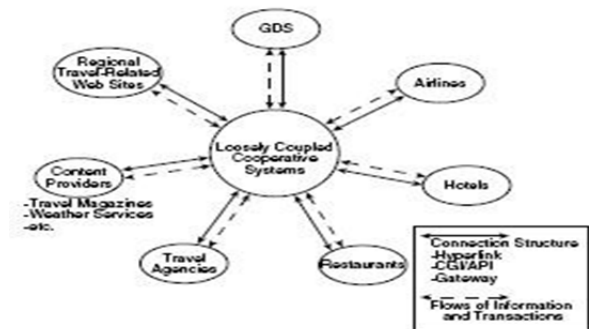 GDS
Regional
Travel-Related
Web Sites
Airlines
Loosely Coupled
Cooperative
Systems
Content
Providers
-Travel Magazines
-Weather Services
-etc.
Hotels
Travel
Agencies
Restaurants
Connection Structure
-Hyperlink
-CGI/API
-Gateway
Flows of Information
and Transactions